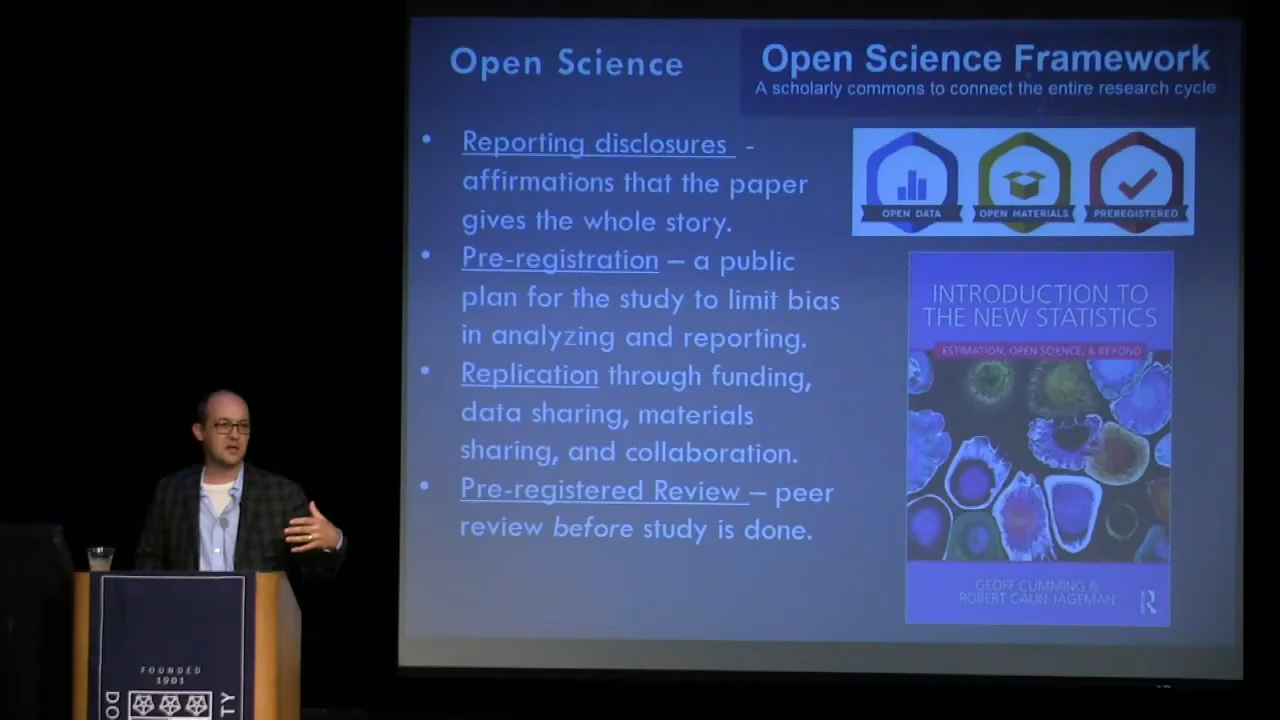 Open Science
Open Science Framework
A scholarly commons to connect the entire research cycle
• Reporting disclosures -
affirmations that the paper
gives the whole story.
• Pre-registration – a public
plan for the study to limit bias
in analyzing and reporting.
• Replication through funding,
data sharing, materials
sharing, and collaboration.
• Pre-registered Review – peer
review before study is done.
OPEN DATA
OPEN MATERIALS
PREREGISTERED
INTRODUCTION TO
THE NEW STATISTICS
ESTIMATION, OPEN SCIENCE, & BEYOND
GEOFF CUMMING &
ROBERT CALIN-JAGEMAN
R
FOUNDED
1901
DO
TY